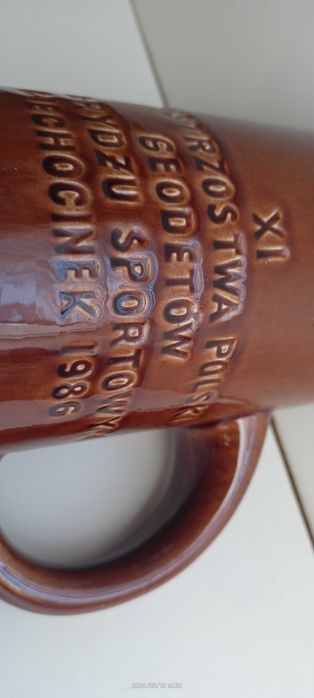 XI
STRZOSTWA POLSK
GEODETÓW
RYDZU SPORTOWY
ECHOCINEK 1986